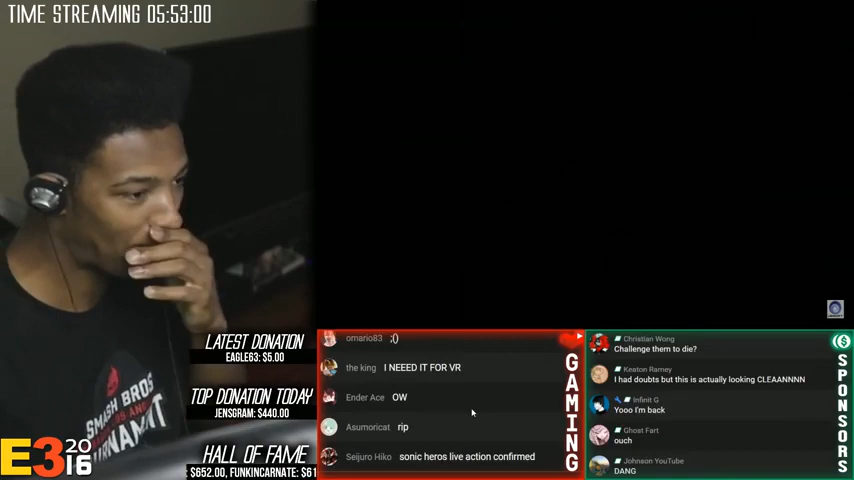 TIME STREAMING 05:53:00
SMASH BROS
LATEST DONATION
EAGLE63: $5.00
TOP DONATION TODAY
JENSGRAM: $440.00
HALL OF FAME
: $652.00, FUNKINCARNATE: $61
E3 2016
omario83 ;()
the king I NEEED IT FOR VR
Ender Ace OW
Asumoricat rip
Seijuro Hiko sonic heros live action confirmed
GAMING
Christian Wong
Challenge them to die?
Keaton Ramey
I had doubts but this is actually looking CLEAANNNN
Infinit G
Yooo I'm back
Ghost Fart
ouch
Johnson YouTube
DANG
SPONSORS